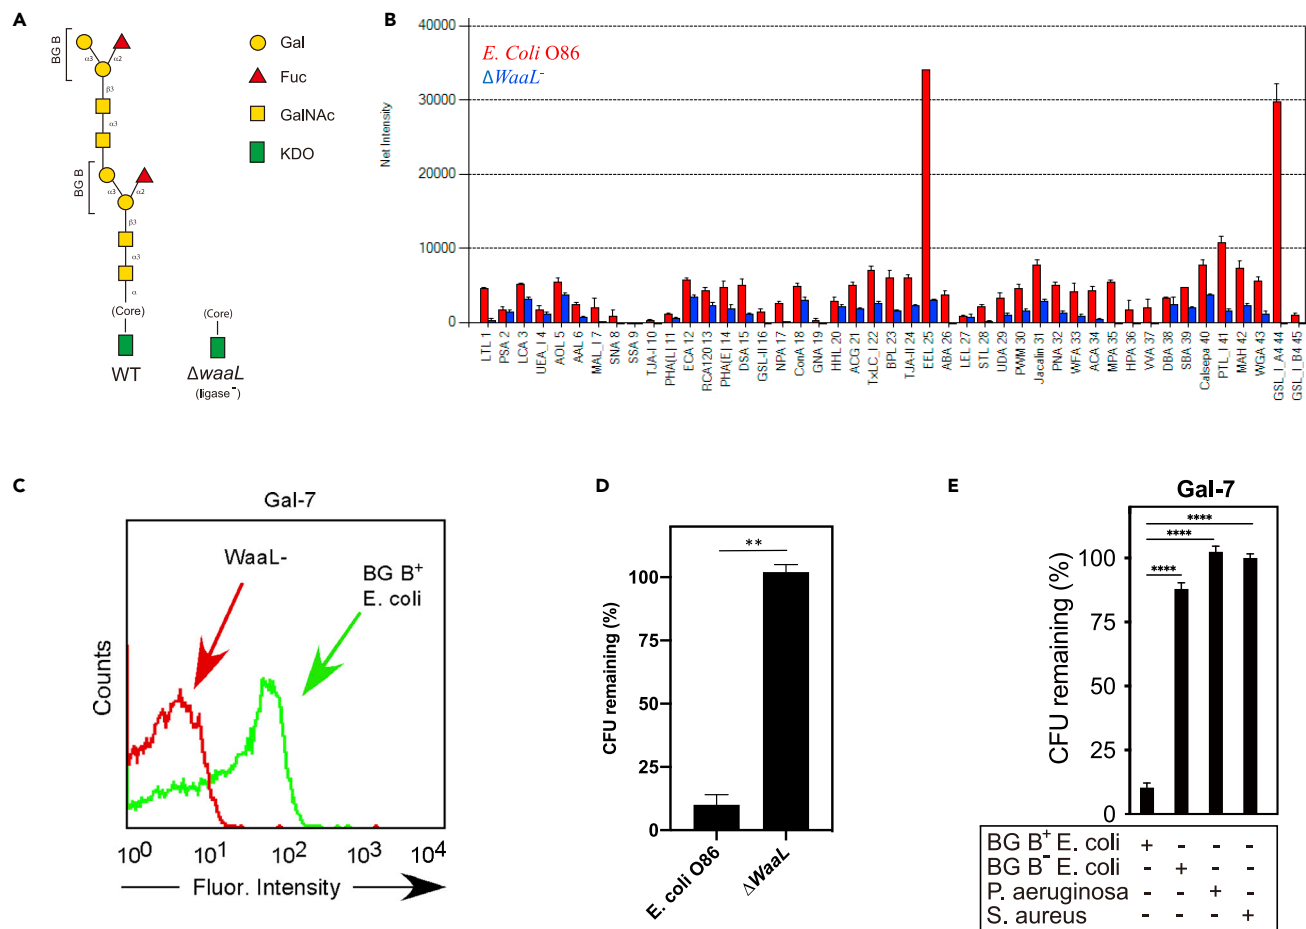 A
BG B
α3
α2
β3
α3
BG B
α3
α2
β3
α3
α
(Core)
WT
(Core)
ΔwaaL
(ligase⁻)
Gal
Fuc
GalNAc
KDO
B
E. Coli O86
ΔWaaL⁻
Net Intensity
40000
30000
20000
10000
0
LTL 1
PSA 2
LCA 3
UEA_I 4
AOL 5
AAL 6
MAL_I 7
SNA 8
SSA 9
TJA-I 10
PHA(L) 11
ECA 12
RCA120 13
PHA(E) 14
DSA 15
GSL-II 16
NPA 17
ConA 18
GNA 19
HHL 20
ACG 21
TxLC_I 22
BPL 23
TJA-II 24
EEL 25
ABA 26
LEL 27
STL 28
UDA 29
PWM 30
Jacalin 31
PNA 32
WFA 33
ACA 34
MPA 35
HPA 36
VVA 37
DBA 38
SBA 39
Calsepa 40
PTL_I 41
MAH 42
WGA 43
GSL_I_A4 44
GSL_I_B4 45
C
Gal-7
WaaL-
BG B⁺
E. coli
Counts
10⁰ 10¹ 10² 10³ 10⁴
Fluor. Intensity
D
**
CFU remaining (%)
100
75
50
25
0
E. coli O86
ΔWaaL
E
Gal-7
****
****
****
CFU remaining (%)
100
75
50
25
0
BG B⁺ E. coli + - - -
BG B⁻ E. coli - + - -
P. aeruginosa - - + -
S. aureus - - - +